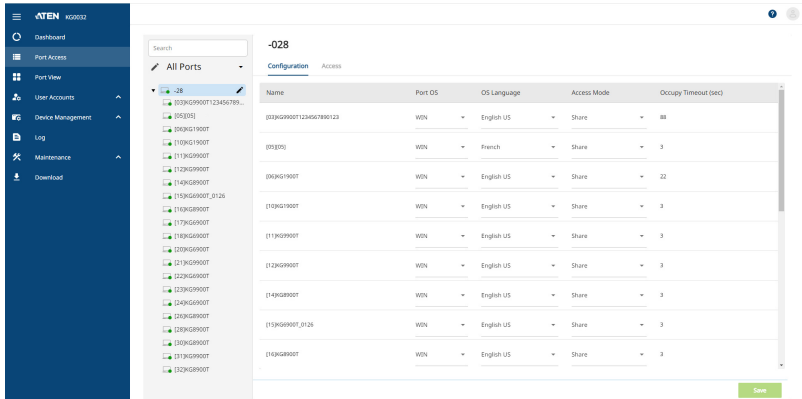 ATEN KG0032
?
Dashboard
Port Access
Port View
User Accounts
Device Management
Log
Maintenance
Download
Search
All Ports
-28
[03]KG9900T123456789...
[05][05]
[06]KG1900T
[10]KG1900T
[11]KG9900T
[12]KG9900T
[14]KG8900T
[15]KG6900T_0126
[16]KG8900T
[17]KG6900T
[18]KG6900T
[20]KG6900T
[21]KG9900T
[22]KG6900T
[23]KG9900T
[24]KG6900T
[26]KG8900T
[28]KG8900T
[30]KG8900T
[31]KG9900T
[32]KG8900T
-028
Configuration Access
Name Port OS OS Language Access Mode Occupy Timeout (sec)
[03]KG9900T1234567890123 WIN English US Share 88
[05][05] WIN French Share 3
[06]KG1900T WIN English US Share 22
[10]KG1900T WIN English US Share 3
[11]KG9900T WIN English US Share 3
[12]KG9900T WIN English US Share 3
[14]KG8900T WIN English US Share 3
[15]KG6900T_0126 WIN English US Share 3
[16]KG8900T WIN English US Share 3
Save